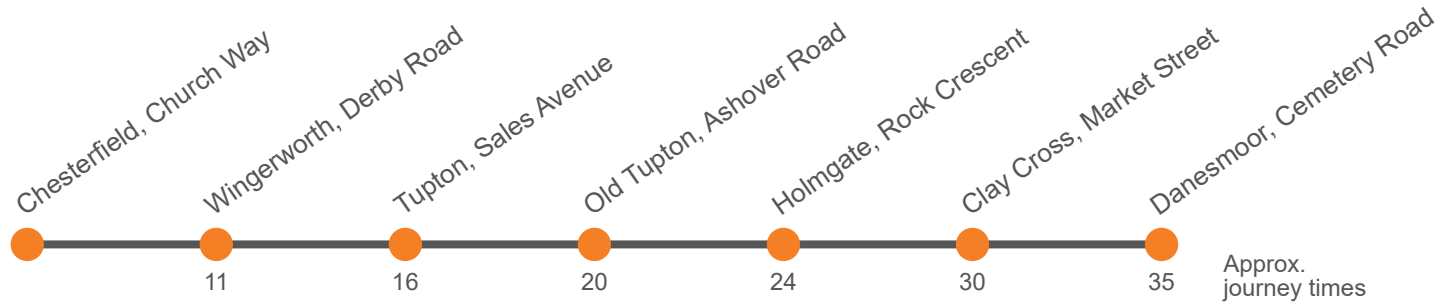 Chesterfield, Church Way
Wingerworth, Derby Road
Tupton, Sales Avenue
Old Tupton, Ashover Road
Holmgate, Rock Crescent
Clay Cross, Market Street
Danesmoor, Cemetery Road
11
16
20
24
30
35
Approx.
journey times